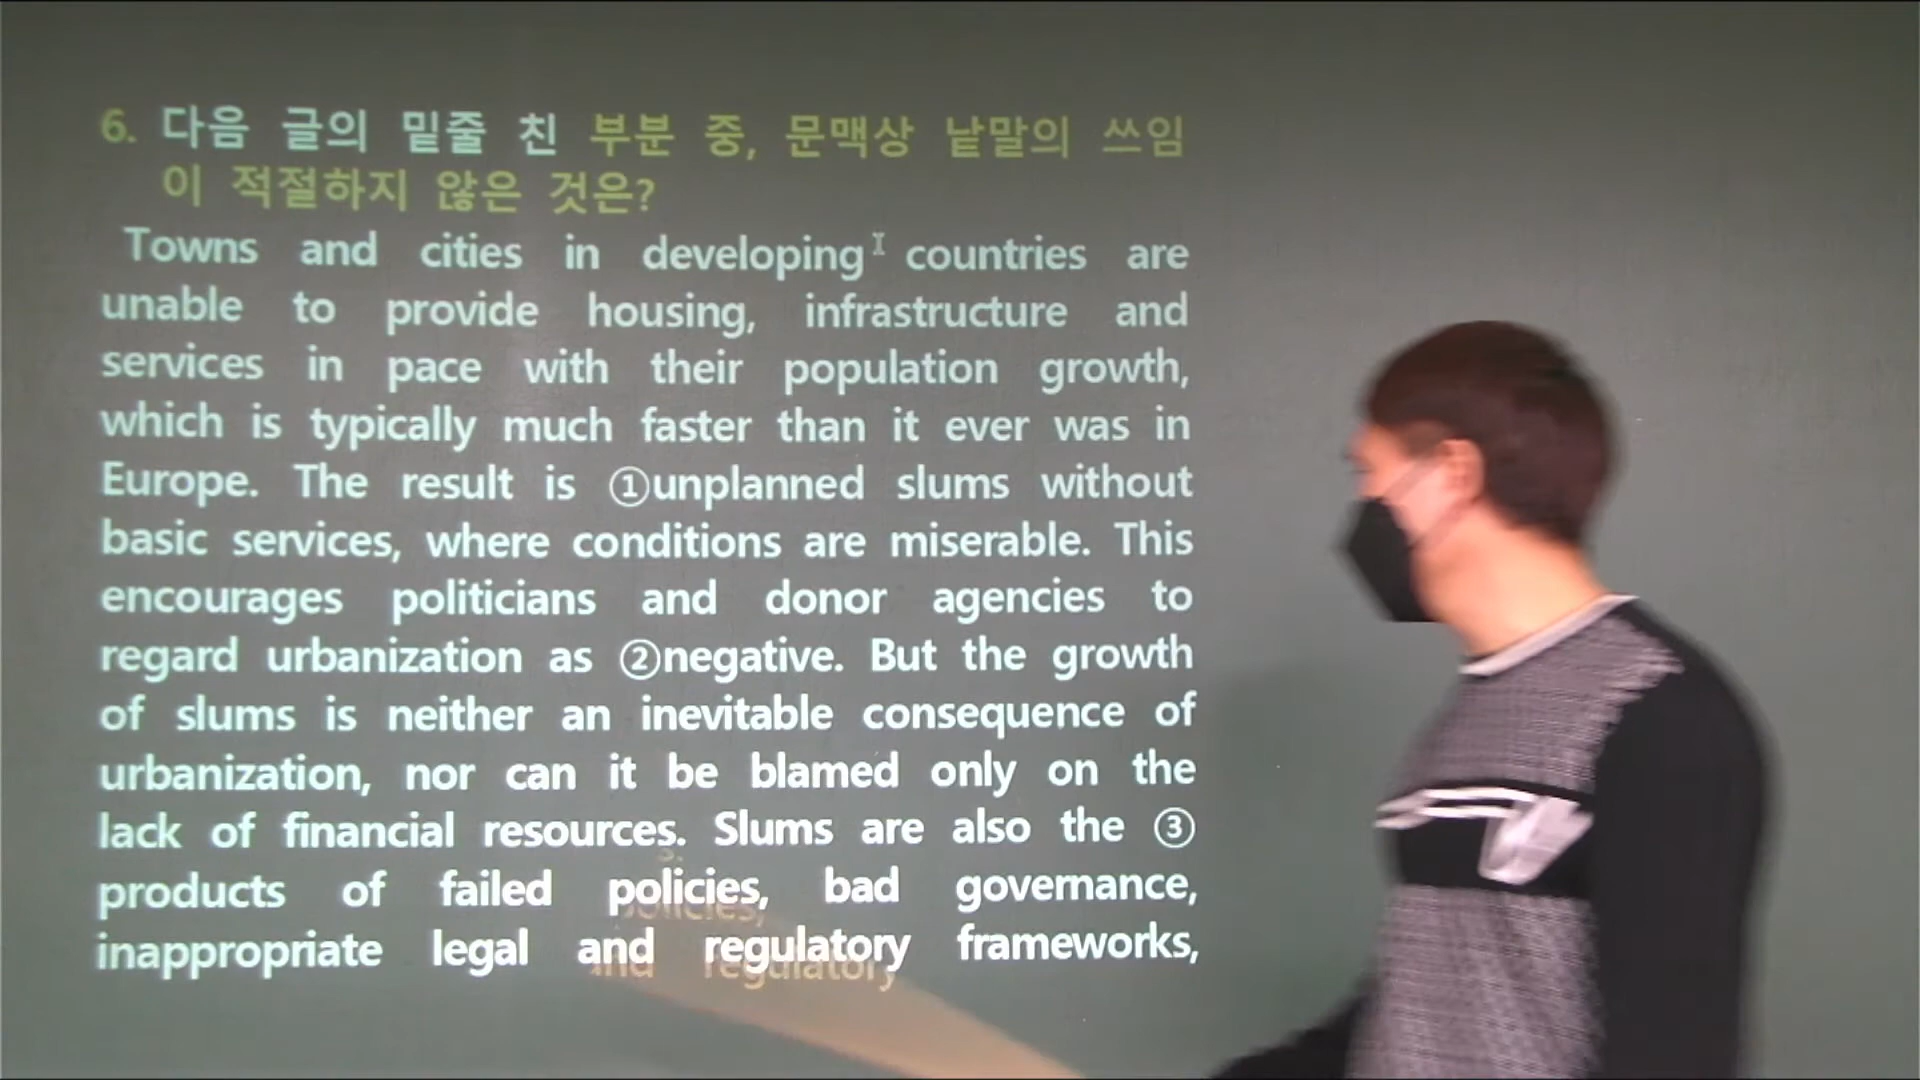 6. 다음 글의 밑줄 친 부분 중, 문맥상 낱말의 쓰임
이 적절하지 않은 것은?
Towns and cities in developing countries are
unable to provide housing, infrastructure and
services in pace with their population growth,
which is typically much faster than it ever was in
Europe. The result is ①unplanned slums without
basic services, where conditions are miserable. This
encourages politicians and donor agencies to
regard urbanization as ②negative. But the growth
of slums is neither an inevitable consequence of
urbanization, nor can it be blamed only on the
lack of financial resources. Slums are also the ③
products of failed policies, bad governance,
inappropriate legal and regulatory frameworks,